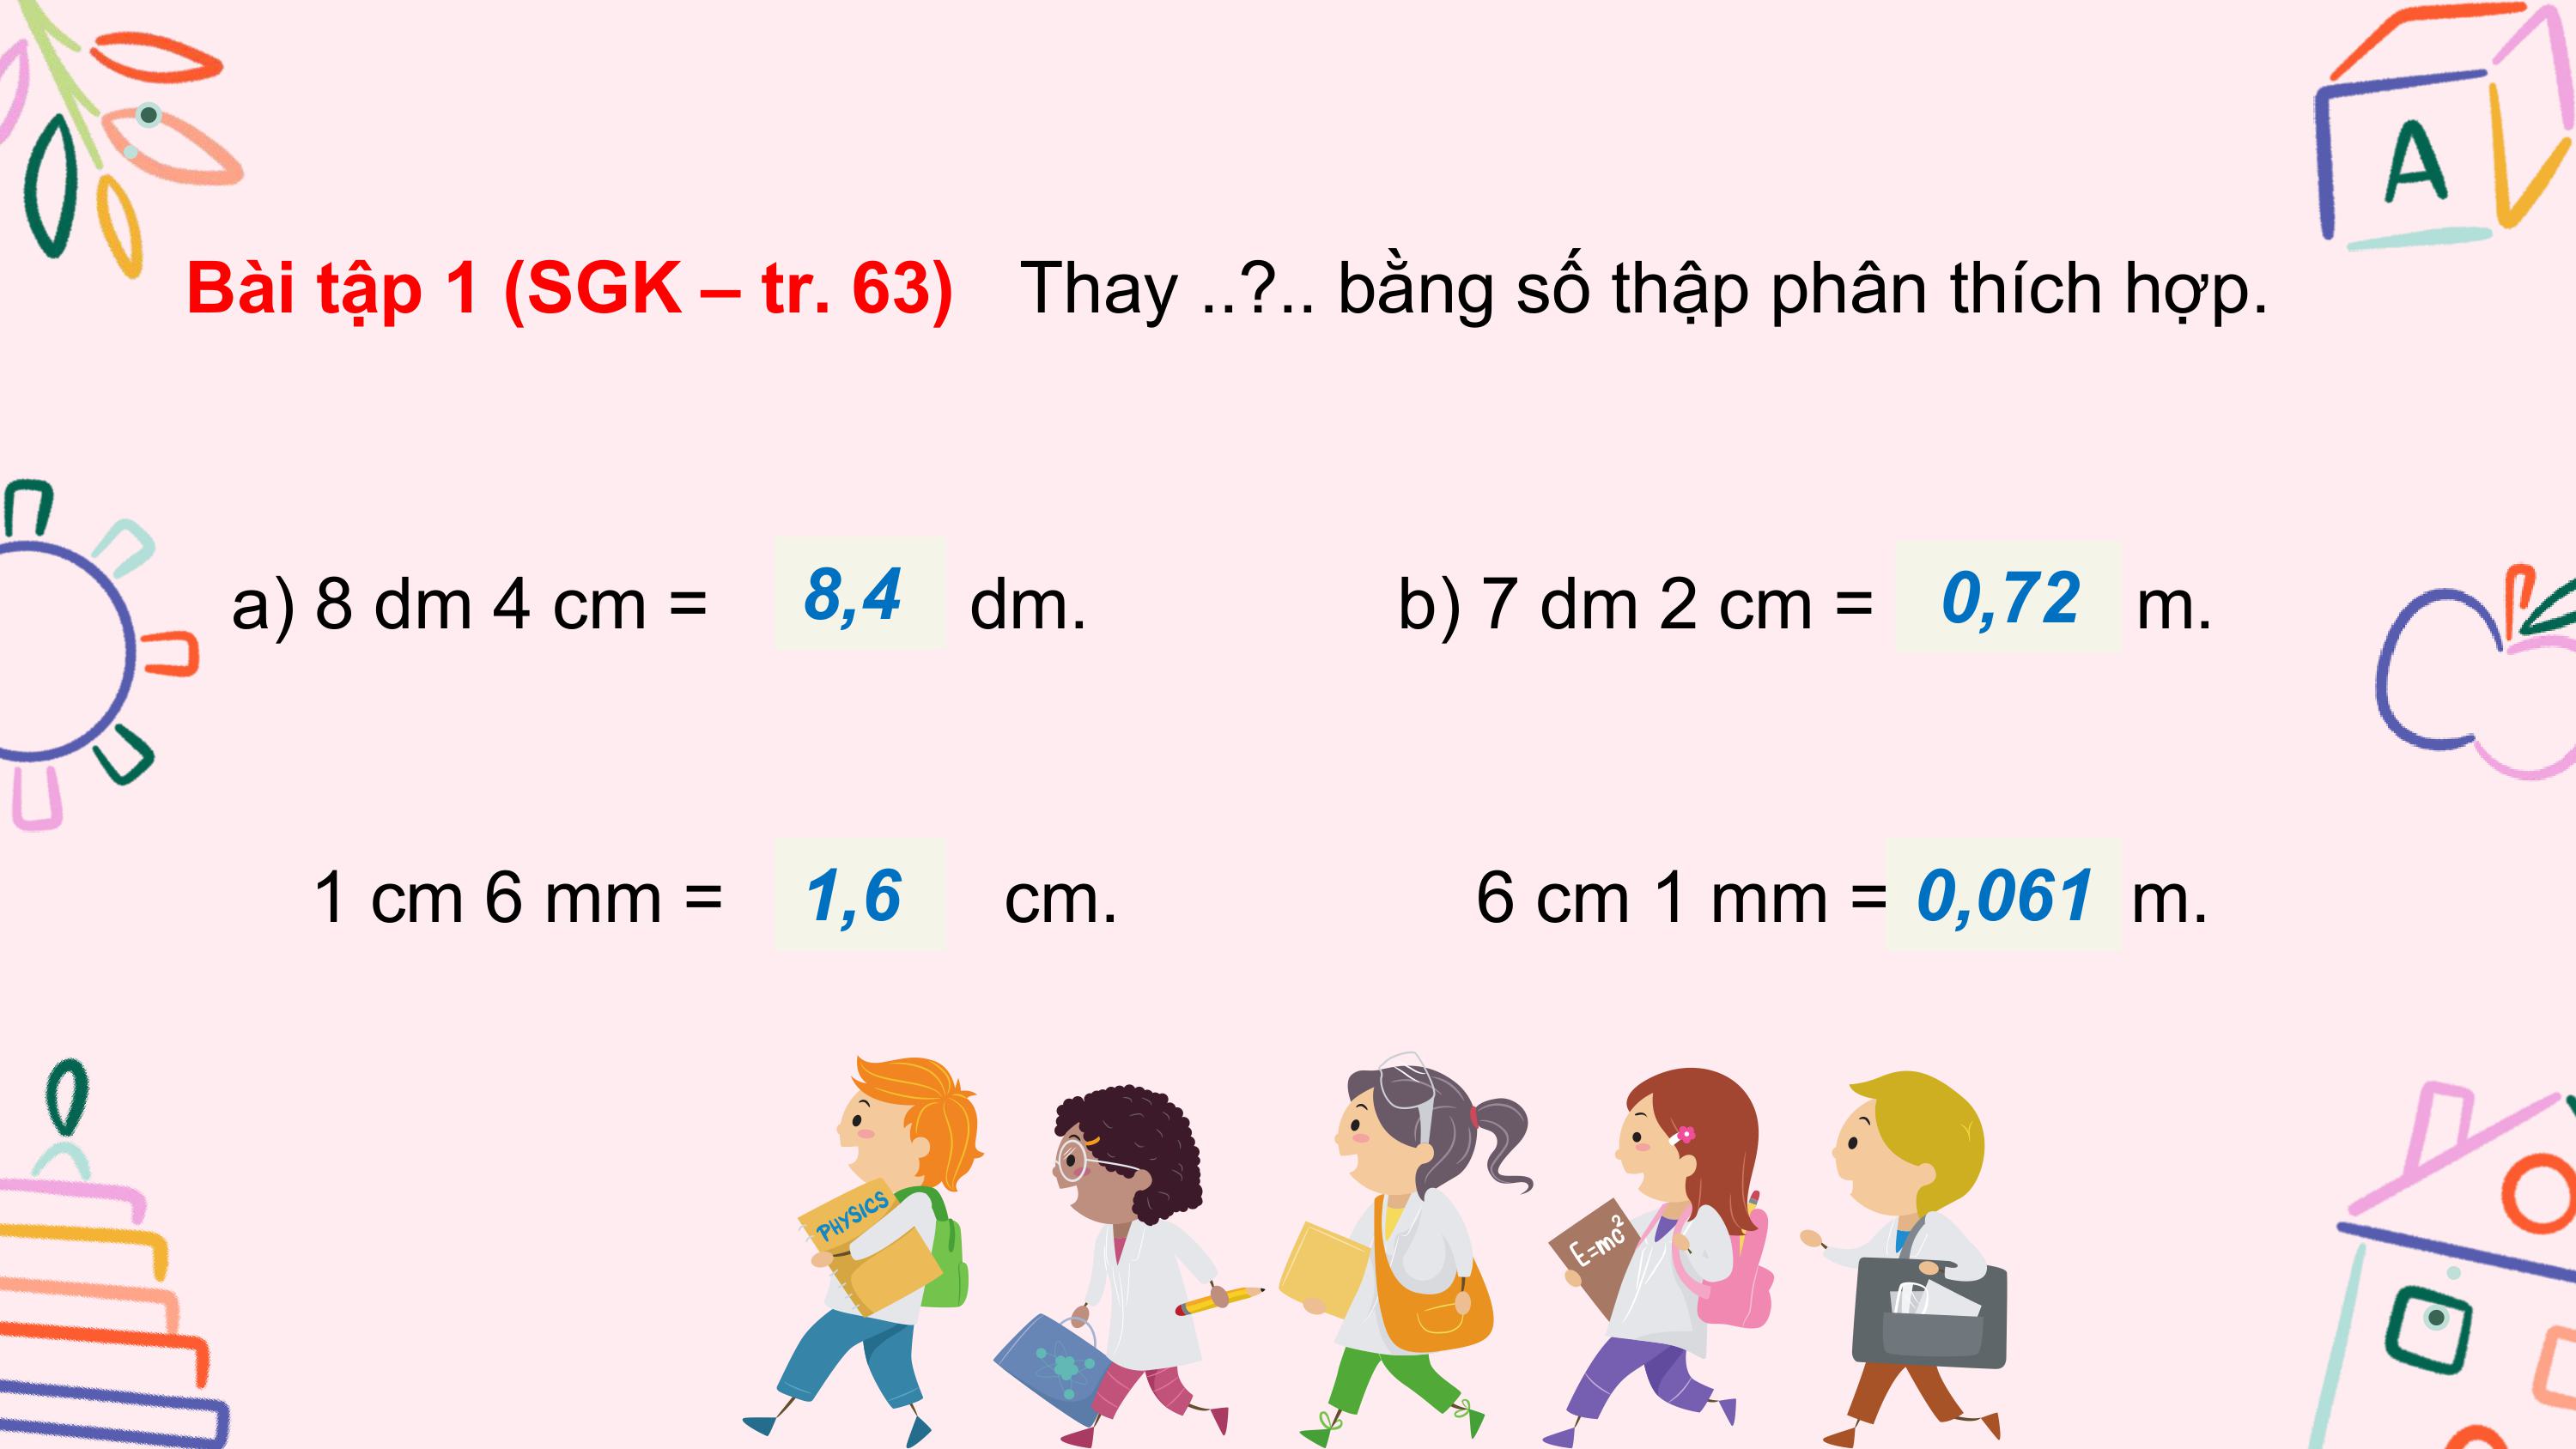 A
Bài tập 1 (SGK – tr. 63) Thay ..?.. bằng số thập phân thích hợp.
a) 8 dm 4 cm = 8,4 dm.
b) 7 dm 2 cm = 0,72 m.
1 cm 6 mm = 1,6 cm.
6 cm 1 mm = 0,061 m.
PHYSICS
E=mc²